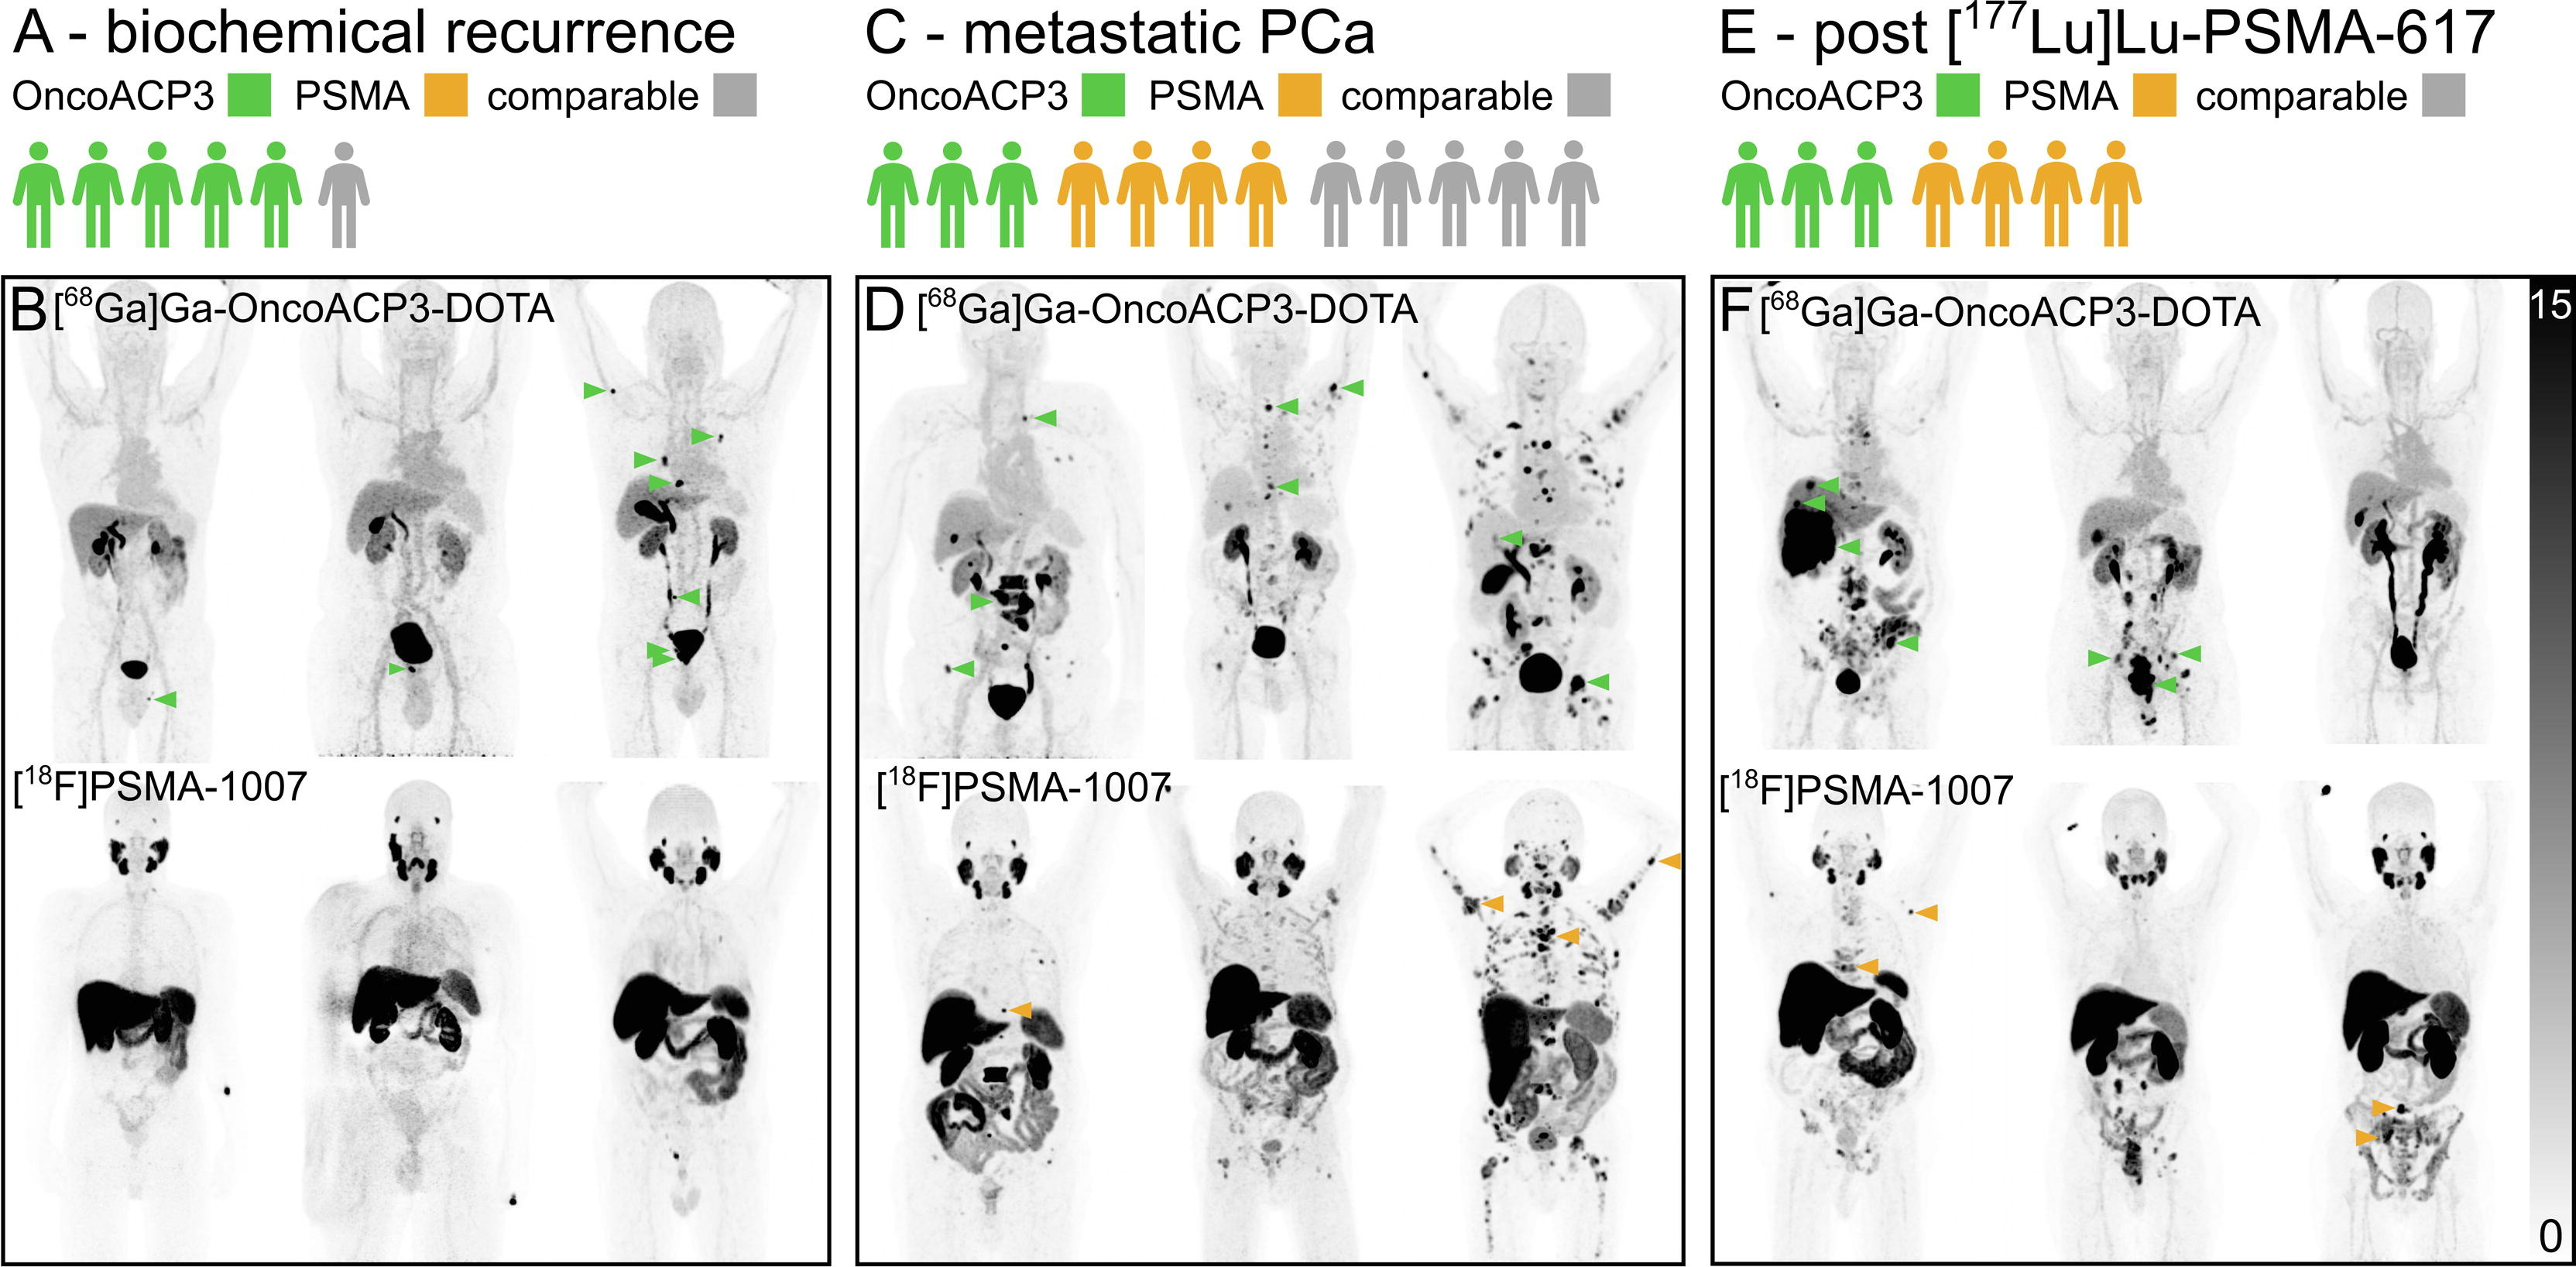 A - biochemical recurrence
OncoACP3 PSMA comparable
C - metastatic PCa
OncoACP3 PSMA comparable
E - post [¹⁷⁷Lu]Lu-PSMA-617
OncoACP3 PSMA comparable
B [⁶⁸Ga]Ga-OncoACP3-DOTA
[¹⁸F]PSMA-1007
D [⁶⁸Ga]Ga-OncoACP3-DOTA
[¹⁸F]PSMA-1007
F [⁶⁸Ga]Ga-OncoACP3-DOTA
[¹⁸F]PSMA-1007
15
0